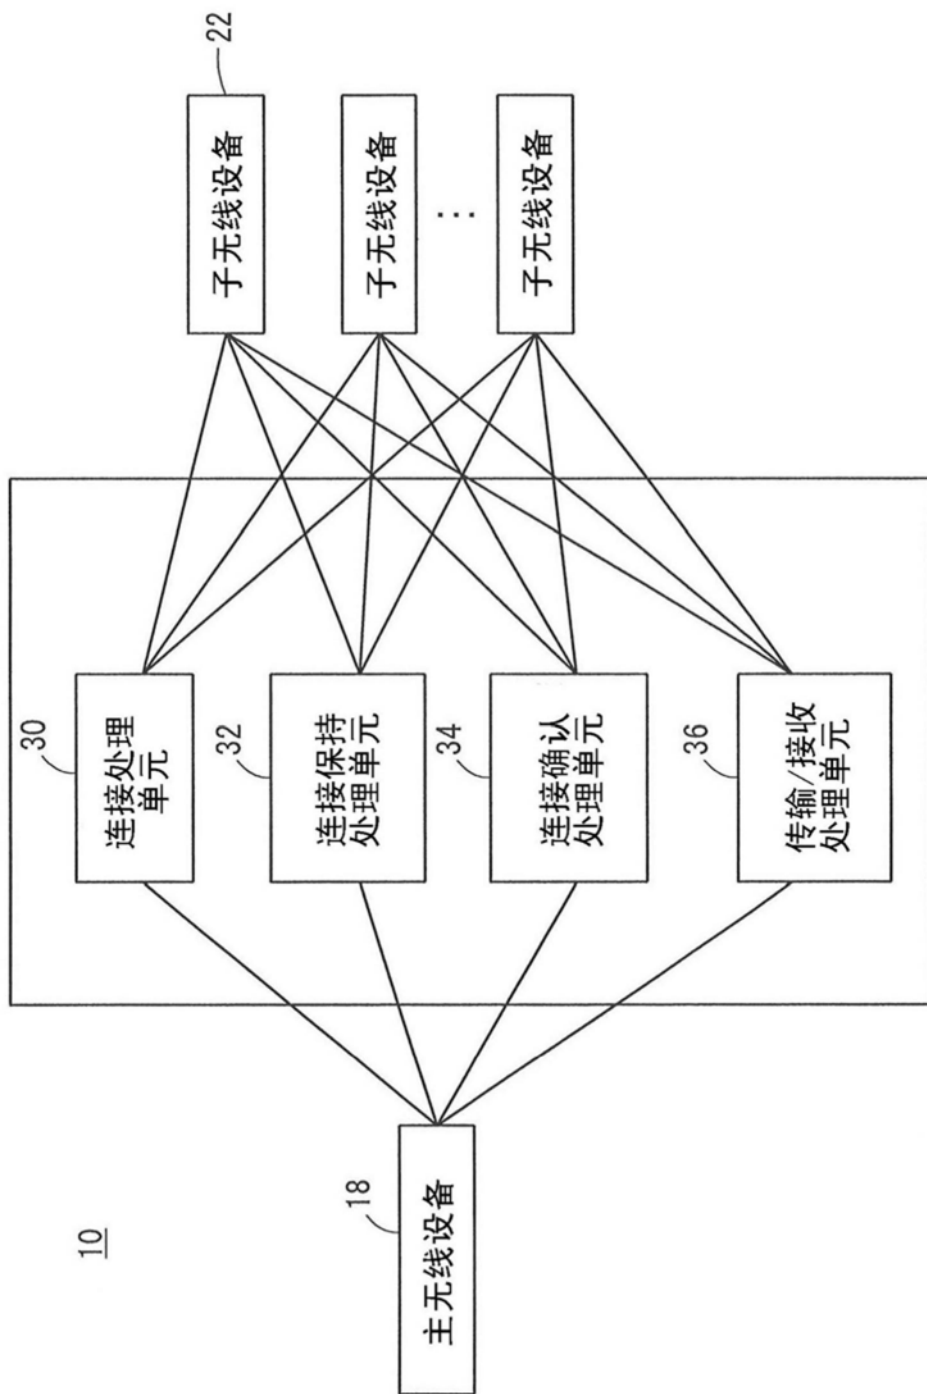 10
18
主无线设备
30
连接处理
单元
32
连接保持
处理单元
34
连接确认
处理单元
36
传输/接收
处理单元
22
子无线设备
子无线设备
...
子无线设备